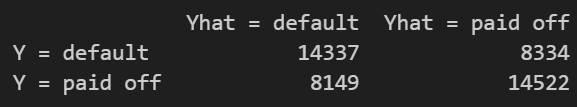 Yhat = default Yhat = paid off
Y = default 14337 8334
Y = paid off 8149 14522